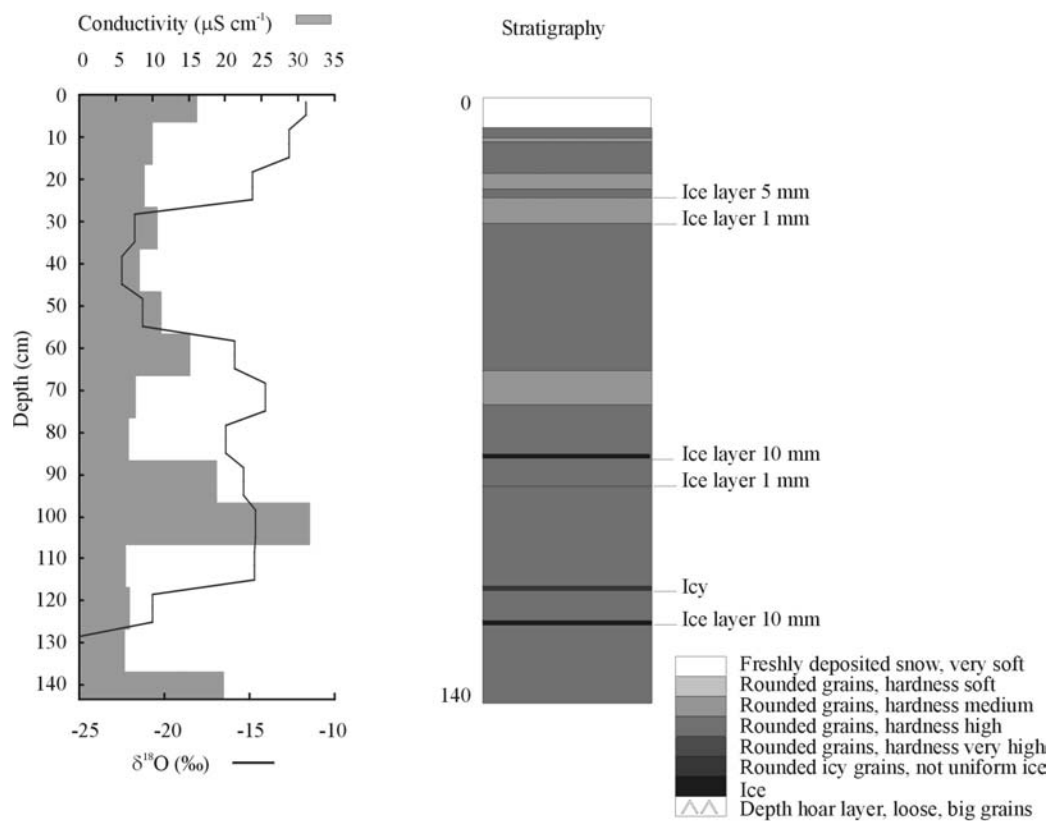 Conductivity (μS cm⁻¹)
0 5 10 15 20 25 30 35
Depth (cm)
0
10
20
30
40
50
60
70
80
90
100
110
120
130
140
-25 -20 -15 -10
δ¹⁸O (‰)
Stratigraphy
0
Ice layer 5 mm
Ice layer 1 mm
Ice layer 10 mm
Ice layer 1 mm
Icy
Ice layer 10 mm
140
Freshly deposited snow, very soft
Rounded grains, hardness soft
Rounded grains, hardness medium
Rounded grains, hardness high
Rounded grains, hardness very high
Rounded icy grains, not uniform ice
Ice
Depth hoar layer, loose, big grains